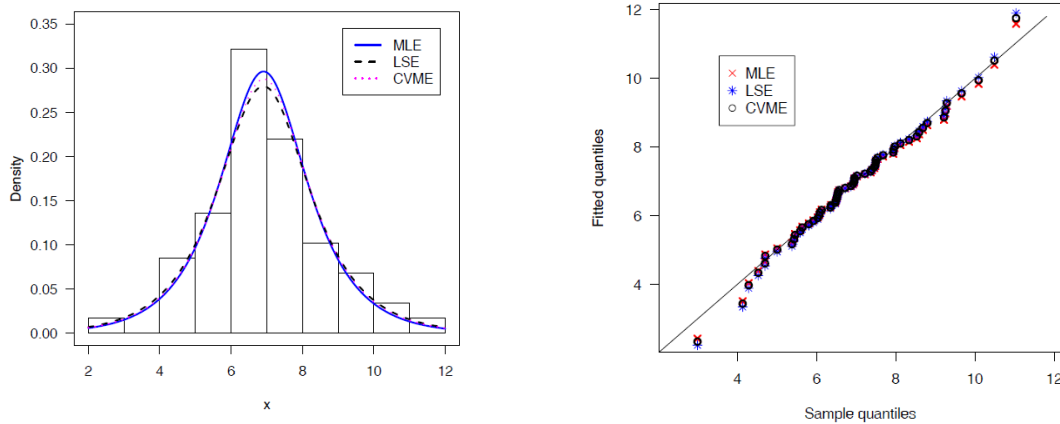 0.35
0.30
0.25
0.20
0.15
0.10
0.05
0.00
Density
MLE
LSE
CVME
2 4 6 8 10 12
x
12
10
8
6
4
Fitted quantiles
MLE
LSE
CVME
4 6 8 10 12
Sample quantiles